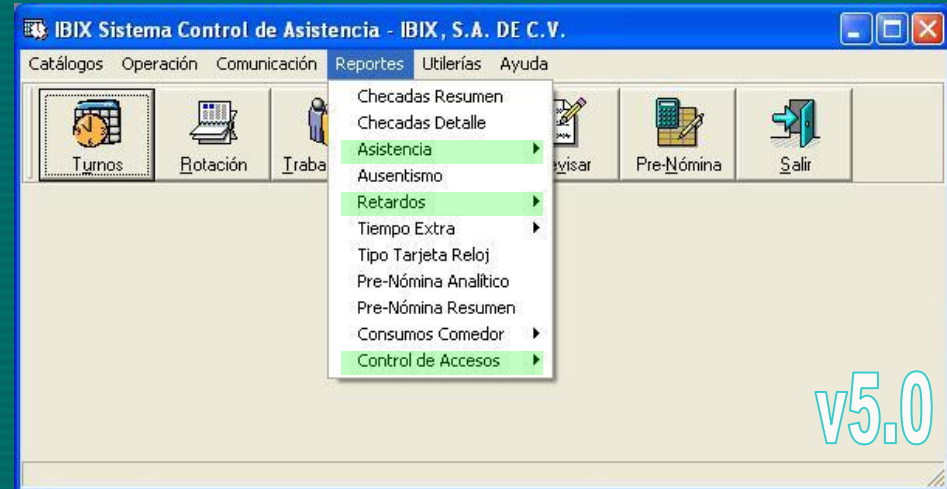 IBIX Sistema Control de Asistencia - IBIX, S.A. DE C.V.
Catálogos Operación Comunicación Reportes Utilerías Ayuda
Turnos Rotación Pre-Nómina Salir
Checadas Resumen
Checadas Detalle
Asistencia
Ausentismo
Retardos
Tiempo Extra
Tipo Tarjeta Reloj
Pre-Nómina Analítico
Pre-Nómina Resumen
Consumos Comedor
Control de Accesos
v5.0